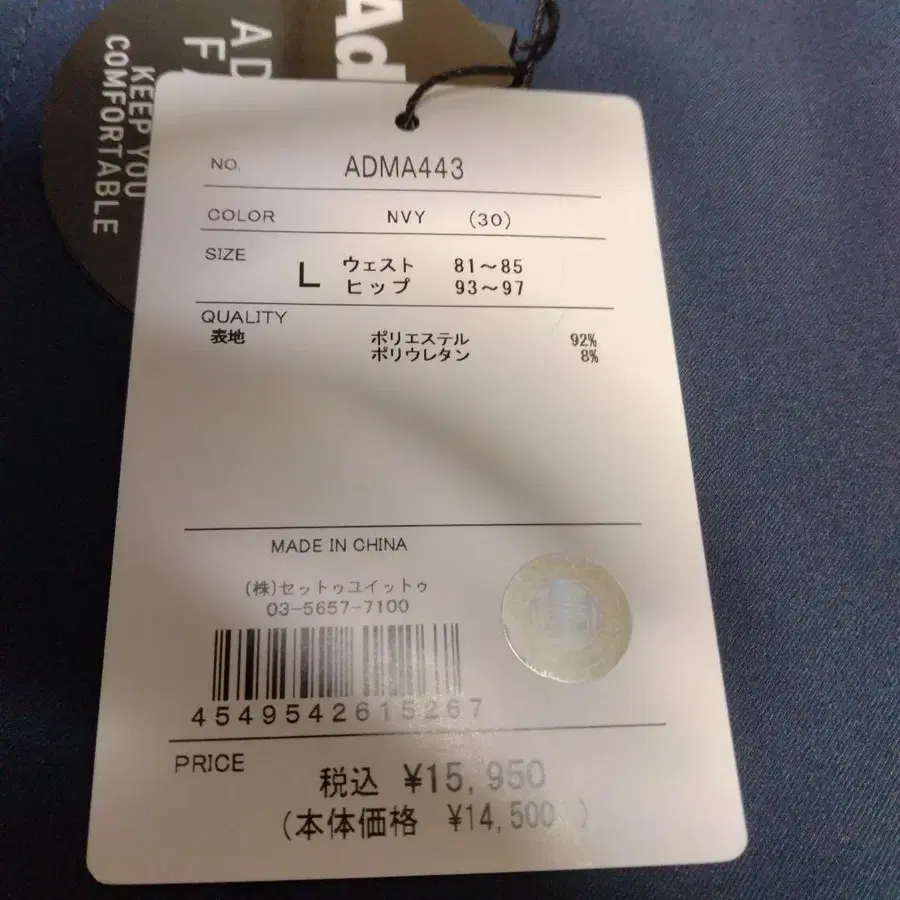 Ad
AD
F
KEEP YOU
COMFORTABLE
NO. ADMA443
COLOR NVY (30)
SIZE L ウェスト 81～85
ヒップ 93～97
QUALITY
表地 ポリエステル 92%
ポリウレタン 8%
MADE IN CHINA
(株)セットゥユイットゥ
03-5657-7100
4549542615267
PRICE
税込 ¥15,950
(本体価格 ¥14,500 )